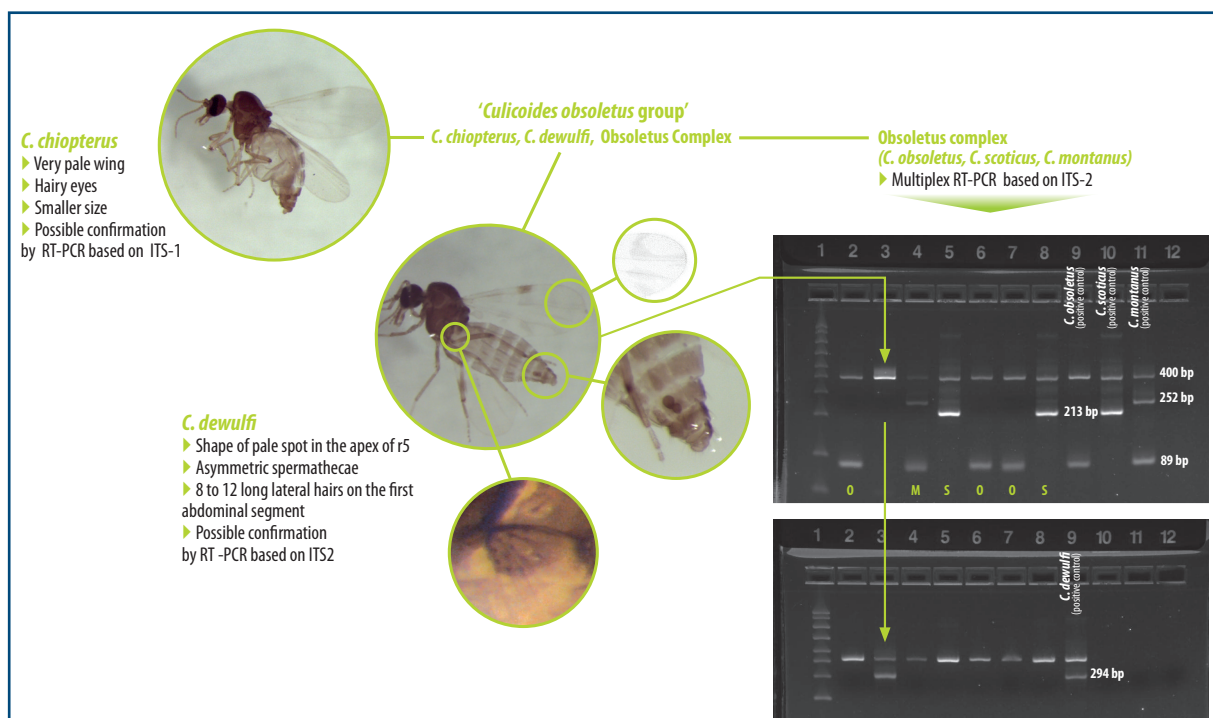 'Culicoides obsoletus group'
C. chiopterus, C. dewulfi, Obsoletus Complex
C. chiopterus
▶ Very pale wing
▶ Hairy eyes
▶ Smaller size
▶ Possible confirmation
by RT-PCR based on ITS-1
Obsoletus complex
(C. obsoletus, C. scoticus, C. montanus)
▶ Multiplex RT-PCR based on ITS-2
C. dewulfi
▶ Shape of pale spot in the apex of r5
▶ Asymmetric spermathecae
▶ 8 to 12 long lateral hairs on the first
abdominal segment
▶ Possible confirmation
by RT -PCR based on ITS2
1 2 3 4 5 6 7 8 9 10 11 12
C. obsoletus
(positive control)
C. scoticus
(positive control)
C. montanus
(positive control)
400 bp
252 bp
213 bp
89 bp
O M S O O S
1 2 3 4 5 6 7 8 9 10 11 12
C. dewulfi
(positive control)
294 bp